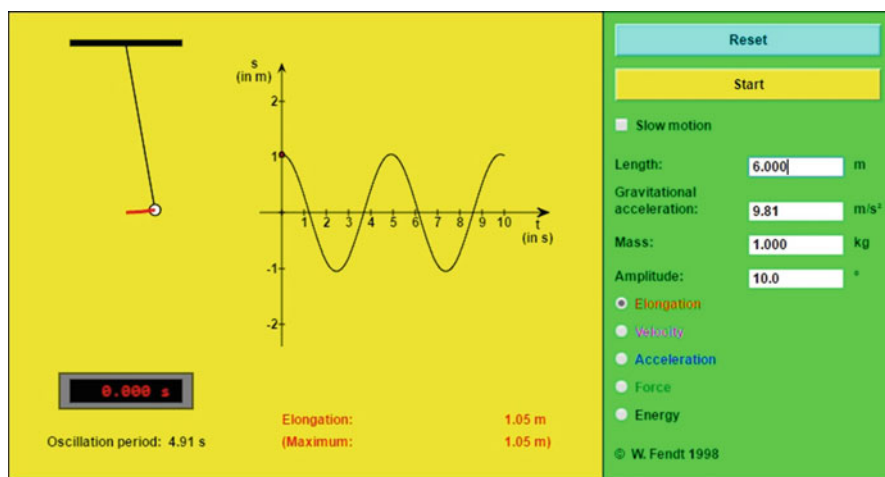 s
(in m)
2
1
-1
-2
1 2 3 4 5 6 7 8 9 10
t
(in s)
0.000 s
Oscillation period: 4.91 s
Elongation: 1.05 m
(Maximum: 1.05 m)
Reset
Start
Slow motion
Length: 6.000 m
Gravitational
acceleration: 9.81 m/s²
Mass: 1.000 kg
Amplitude: 10.0 °
Elongation
Velocity
Acceleration
Force
Energy
© W. Fendt 1998